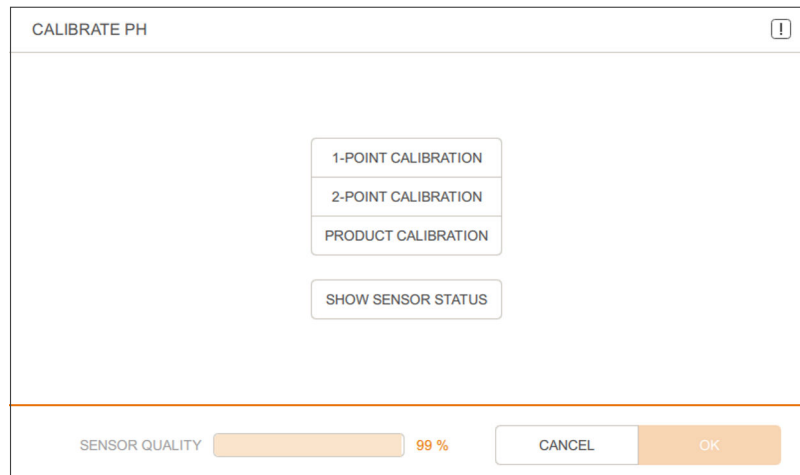 CALIBRATE PH
!
1-POINT CALIBRATION
2-POINT CALIBRATION
PRODUCT CALIBRATION
SHOW SENSOR STATUS
SENSOR QUALITY 99 % CANCEL OK